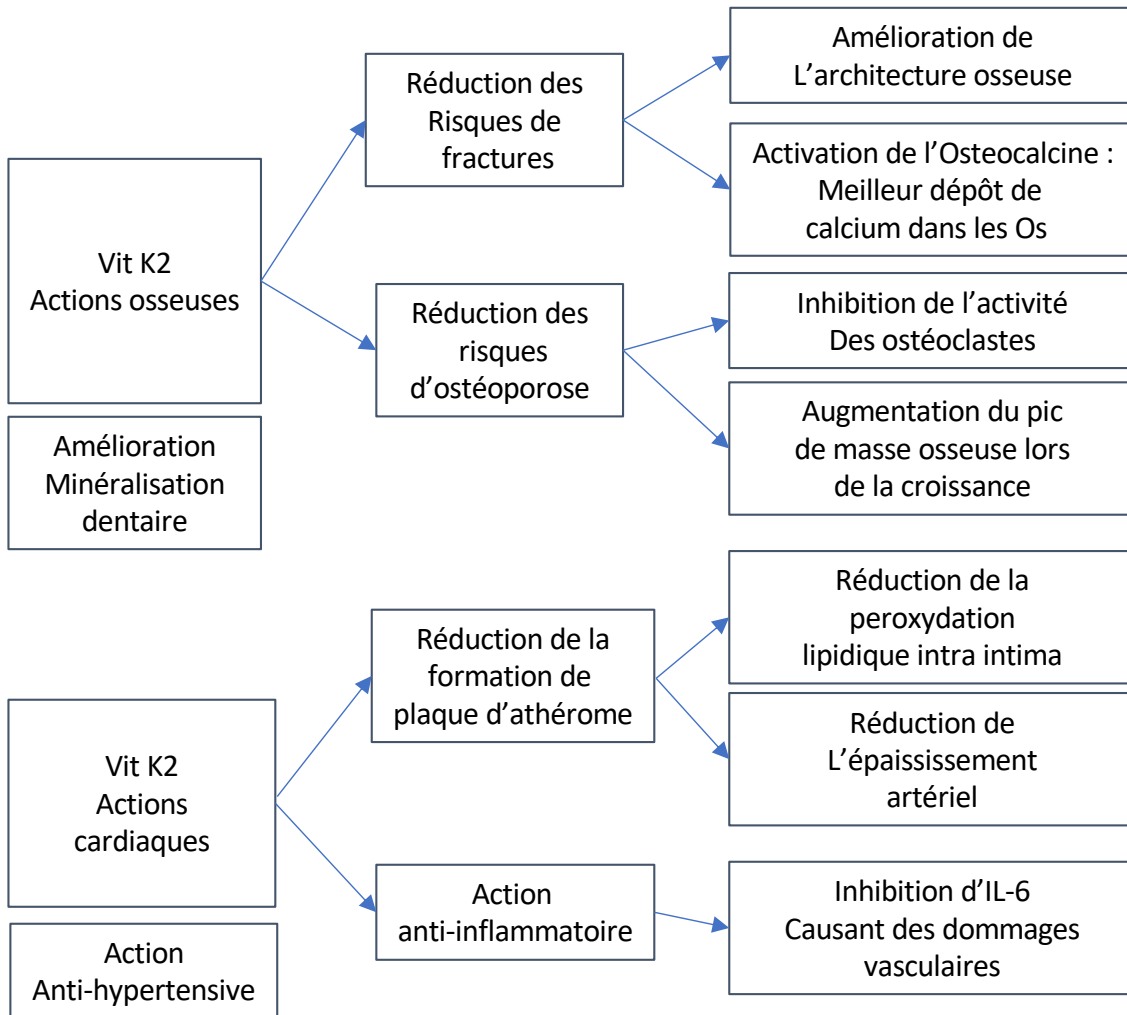 Vit K2
Actions osseuses
Amélioration
Minéralisation
dentaire
Réduction des
Risques de
fractures
Réduction des
risques
d’ostéoporose
Amélioration de
L’architecture osseuse
Activation de l’Osteocalcine :
Meilleur dépôt de
calcium dans les Os
Inhibition de l’activité
Des ostéoclastes
Augmentation du pic
de masse osseuse lors
de la croissance
Vit K2
Actions
cardiaques
Action
Anti-hypertensive
Réduction de la
formation de
plaque d’athérome
Action
anti-inflammatoire
Réduction de la
peroxydation
lipidique intra intima
Réduction de
L’épaississement
artériel
Inhibition d’IL-6
Causant des dommages
vasculaires